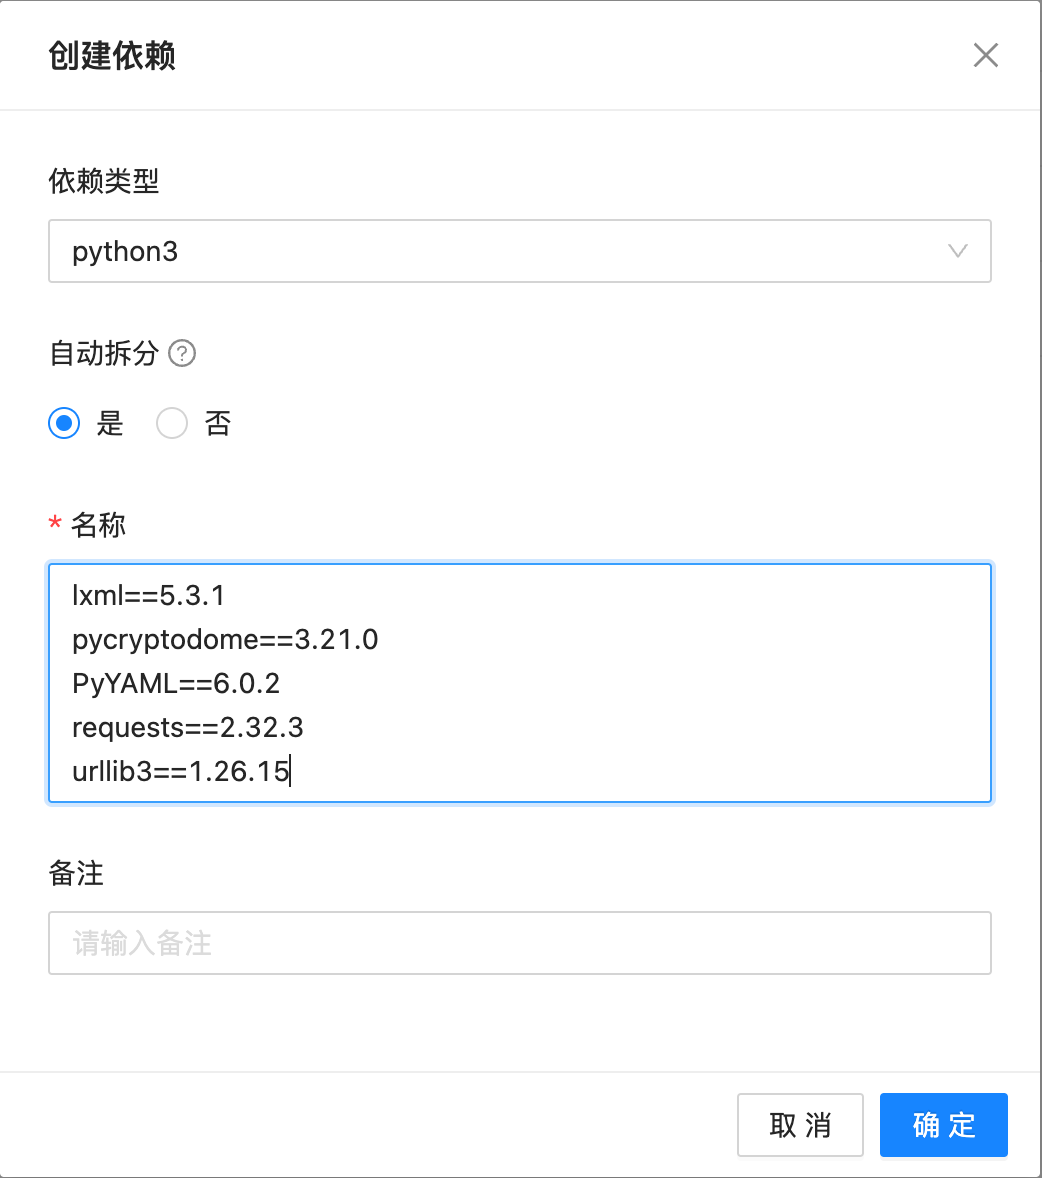 创建依赖
依赖类型
python3
自动拆分
是 否
* 名称
lxml==5.3.1
pycryptodome==3.21.0
PyYAML==6.0.2
requests==2.32.3
urllib3==1.26.15
备注
请输入备注
取 消 确 定